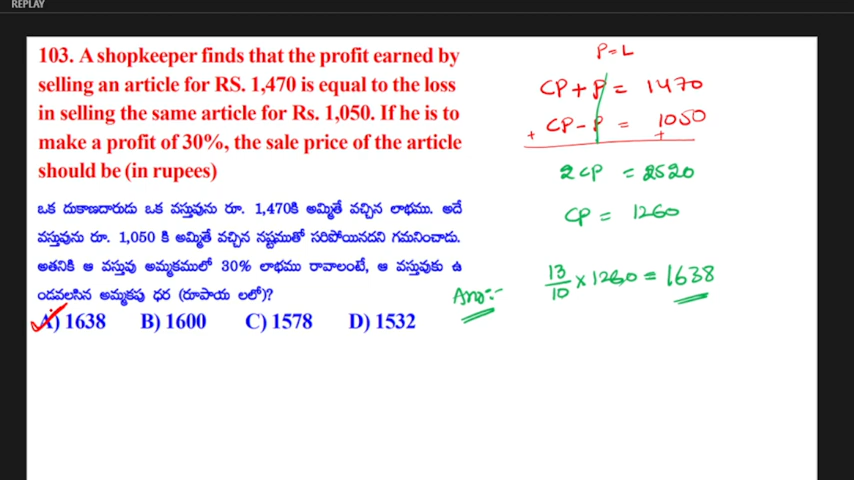 REPLAY
103. A shopkeeper finds that the profit earned by
selling an article for RS. 1,470 is equal to the loss
in selling the same article for Rs. 1,050. If he is to
make a profit of 30%, the sale price of the article
should be (in rupees)
ఒక దుకాణదారుడు ఒక వస్తువును రూ. 1,470కి అమ్మితే వచ్చిన లాభము. అదే
వస్తువును రూ. 1,050 కి అమ్మితే వచ్చిన నష్టముతో సరిపోయినదని గమనించాడు.
అతనికి ఆ వస్తువు అమ్మకములో 30% లాభము రావాలంటే, ఆ వస్తువుకు ఉ
ండవలసిన అమ్మకపు ధర (రూపాయ లలో)?
A) 1638 B) 1600 C) 1578 D) 1532
P=L
CP+P = 1470
+ CP-P = 1050
+
2CP = 2520
CP = 1260
Ans:- 13/10 × 1260 = 1638